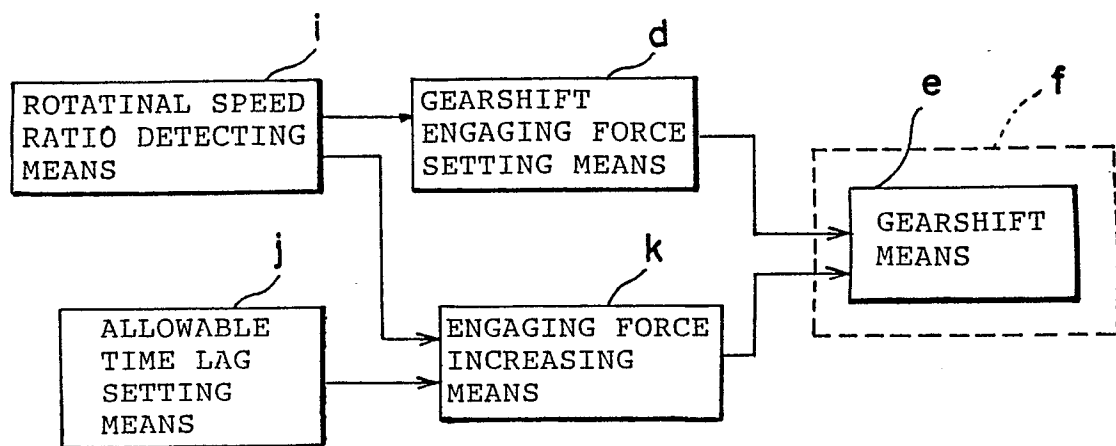 i
ROTATINAL SPEED
RATIO DETECTING
MEANS
d
GEARSHIFT
ENGAGING FORCE
SETTING MEANS
e
f
GEARSHIFT
MEANS
j
ALLOWABLE
TIME LAG
SETTING
MEANS
k
ENGAGING FORCE
INCREASING
MEANS